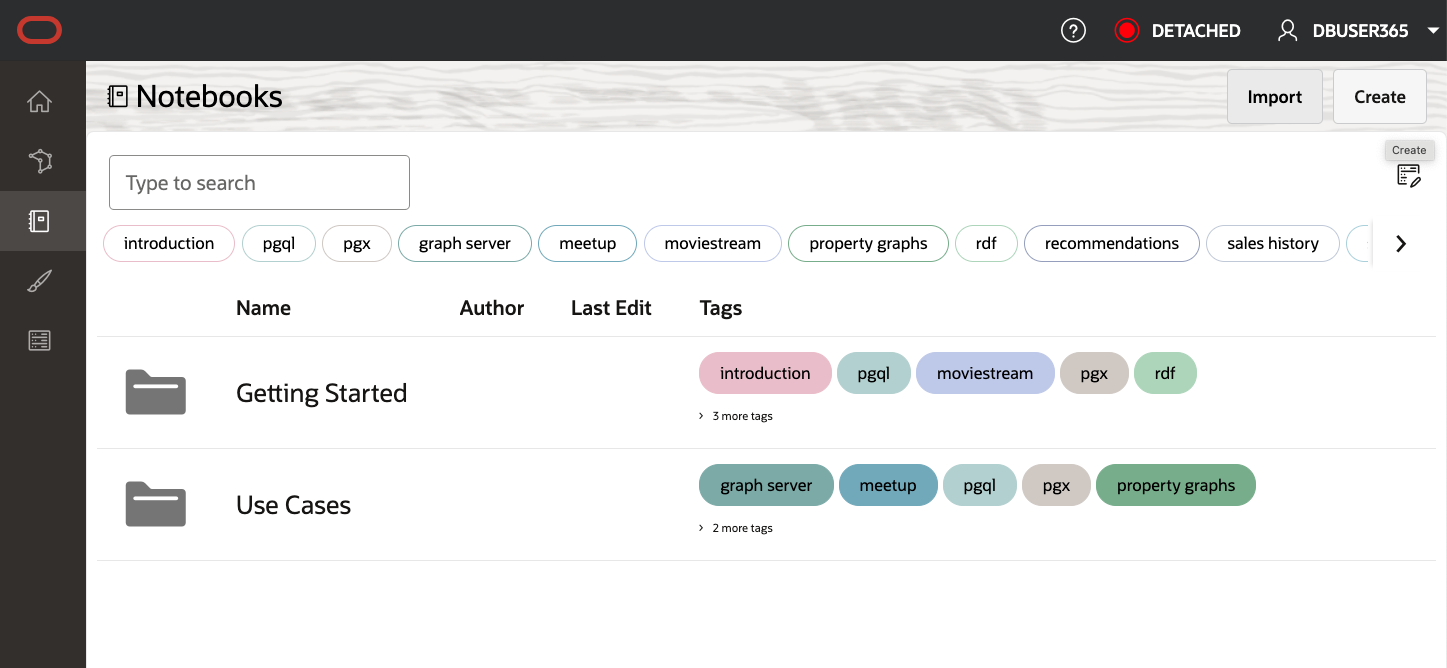 ? DETACHED DBUSER365
Notebooks Import Create
Type to search Create
introduction pgql pgx graph server meetup moviestream property graphs rdf recommendations sales history
Name Author Last Edit Tags
Getting Started introduction pgql moviestream pgx rdf
3 more tags
Use Cases graph server meetup pgql pgx property graphs
2 more tags